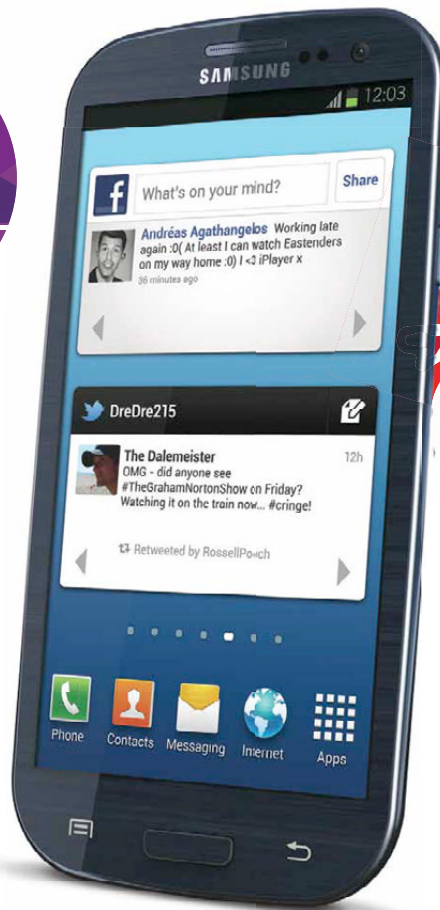 SAMSUNG
12:03
f
What's on your mind?
Share
Andréas Agathangelos Working late
again :0( At least I can watch Eastenders
on my way home :0) I <3 iPlayer x
36 minutes ago
DreDre215
The Dalemeister
12h
OMG - did anyone see
#TheGrahamNortonShow on Friday?
Watching it on the train now... #cringe!
Retweeted by
Phone
Contacts
Messaging
Internet
Apps